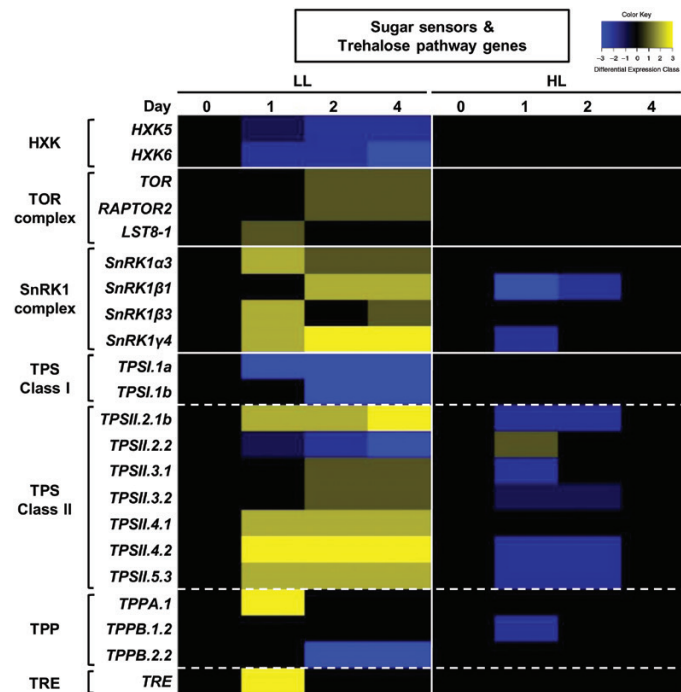 Sugar sensors &
Trehalose pathway genes
Color Key
-3 -2 -1 0 1 2 3
Differential Expression Class
LL HL
Day 0 1 2 4 0 1 2 4
HXK
HXK5
HXK6
TOR
complex
TOR
RAPTOR2
LST8-1
SnRK1
complex
SnRK1α3
SnRK1β1
SnRK1β3
SnRK1γ4
TPS
Class I
TPSI.1a
TPSI.1b
TPS
Class II
TPSII.2.1b
TPSII.2.2
TPSII.3.1
TPSII.3.2
TPSII.4.1
TPSII.4.2
TPSII.5.3
TPP
TPPA.1
TPPB.1.2
TPPB.2.2
TRE
TRE